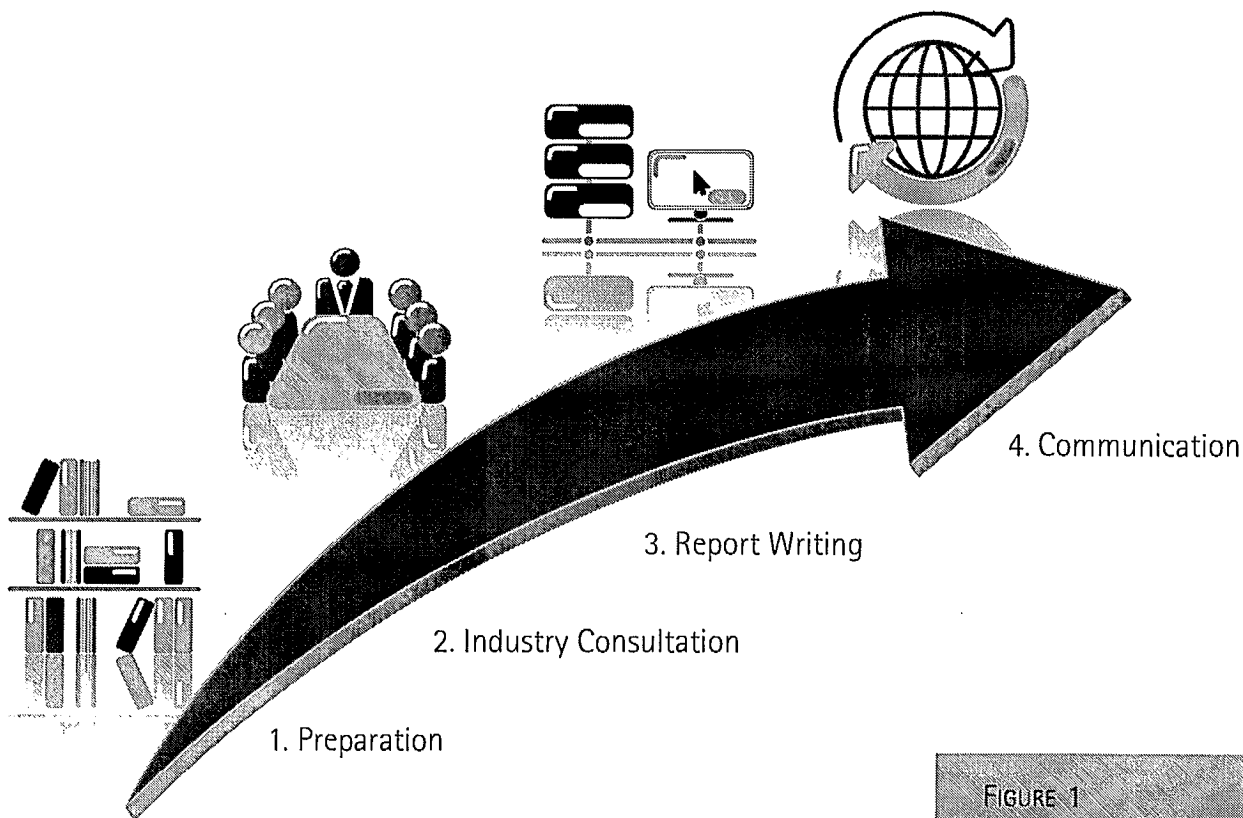 4. Communication
3. Report Writing
2. Industry Consultation
1. Preparation
FIGURE 1